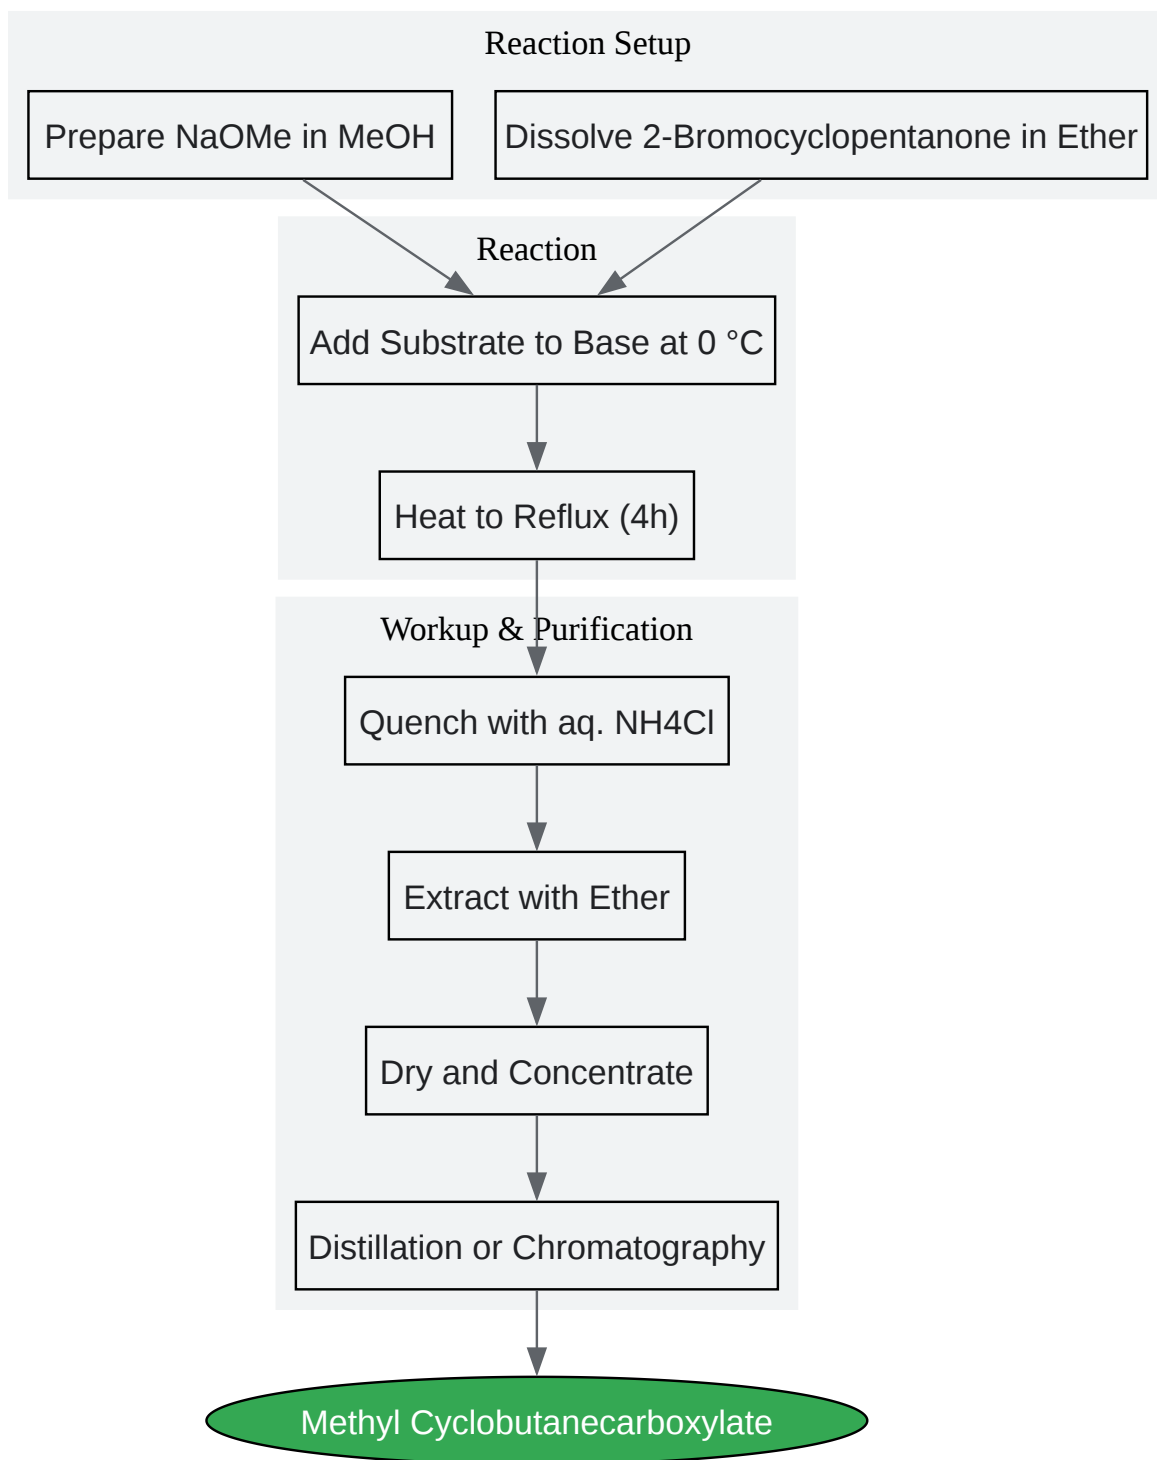 Reaction Setup
Prepare NaOMe in MeOH
Dissolve 2-Bromocyclopentanone in Ether
Reaction
Add Substrate to Base at 0 °C
Heat to Reflux (4h)
Workup & Purification
Quench with aq. NH4Cl
Extract with Ether
Dry and Concentrate
Distillation or Chromatography
Methyl Cyclobutanecarboxylate